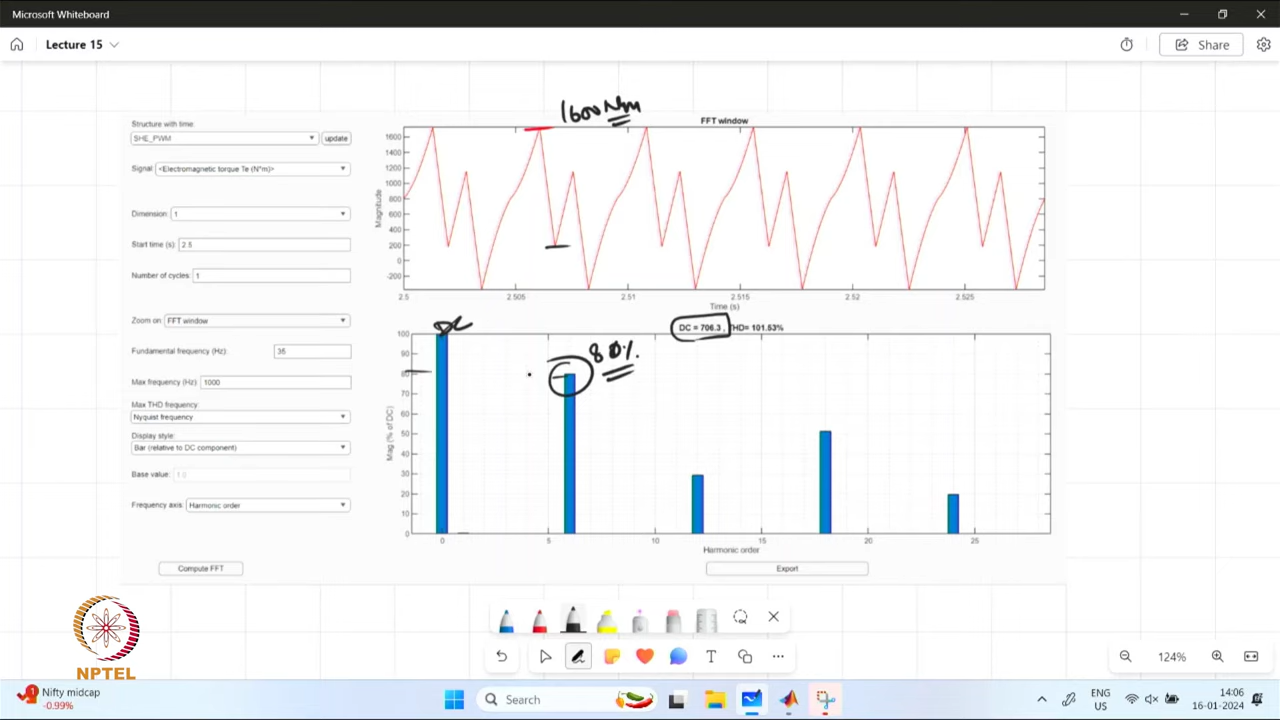 Microsoft Whiteboard
Lecture 15
Share
1600 Nm
Structure with time:
SHE_PWM
update
Signal: <Electromagnetic torque Te (N*m)>
Dimension: 1
Start time (s): 2.5
Number of cycles: 1
Zoom on: FFT window
Fundamental frequency (Hz): 35
Max frequency (Hz): 1000
Max THD frequency:
Nyquist frequency
Display style:
Bar (relative to DC component)
Base value: 1.0
Frequency axis: Harmonic order
Compute FFT
FFT window
Magnitude
1600
1400
1200
1000
800
600
400
200
0
-200
2.5 2.505 2.51 2.515 2.52 2.525
Time (s)
DC
DC = 706.3 , THD= 101.53%
80%
Mag (% of DC)
100
90
80
70
60
50
40
30
20
10
0
0 5 10 15 20 25
Harmonic order
Export
NPTEL
124%
1
Nifty midcap
-0.99%
Search
ENG
US
14:06
16-01-2024